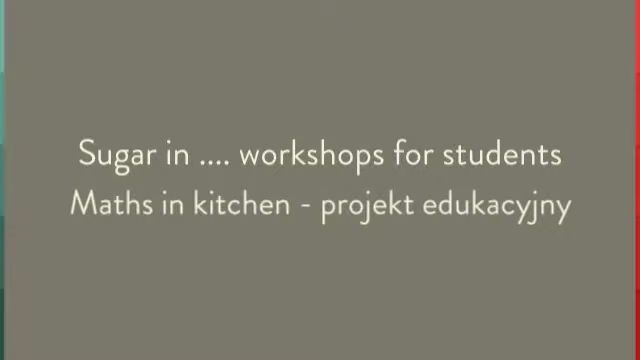 Sugar in .... workshops for students
Maths in kitchen - projekt edukacyjny